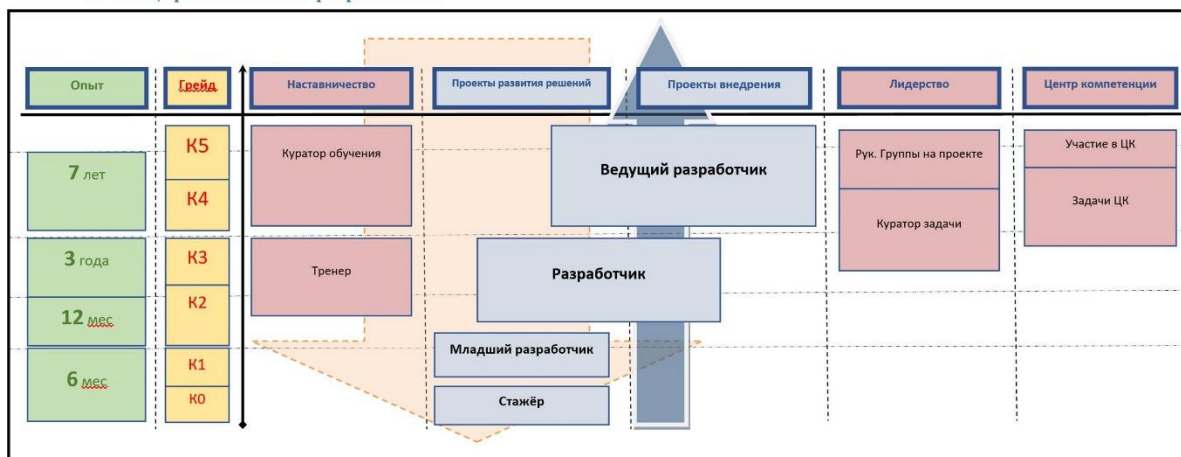 Опыт
Грейд
Наставничество
Проекты развития решений
Проекты внедрения
Лидерство
Центр компетенции
7 лет
К5
К4
Куратор обучения
Ведущий разработчик
Рук. Группы на проекте
Куратор задачи
Участие в ЦК
Задачи ЦК
3 года
К3
Тренер
Разработчик
12 мес
К2
6 мес
К1
К0
Младший разработчик
Стажёр